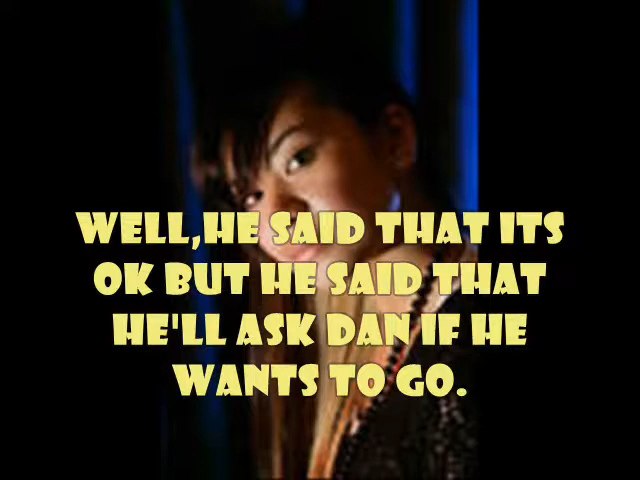 WELL,HE SAID THAT ITS
OK BUT HE SAID THAT
HE'LL ASK DAN IF HE
WANTS TO GO.